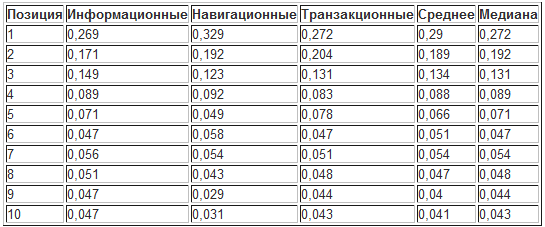 Позиция Информационные Навигационные Транзакционные Среднее Медиана
1 0,269 0,329 0,272 0,29 0,272
2 0,171 0,192 0,204 0,189 0,192
3 0,149 0,123 0,131 0,134 0,131
4 0,089 0,092 0,083 0,088 0,089
5 0,071 0,049 0,078 0,066 0,071
6 0,047 0,058 0,047 0,051 0,047
7 0,056 0,054 0,051 0,054 0,054
8 0,051 0,043 0,048 0,047 0,048
9 0,047 0,029 0,044 0,04 0,044
10 0,047 0,031 0,043 0,041 0,043